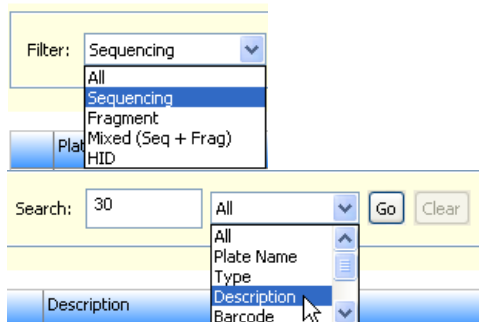 Filter: Sequencing
All
Sequencing
Fragment
Mixed (Seq + Frag)
HID
Plat
Search: 30 All Go Clear
All
Plate Name
Type
Description
Barcode
Description